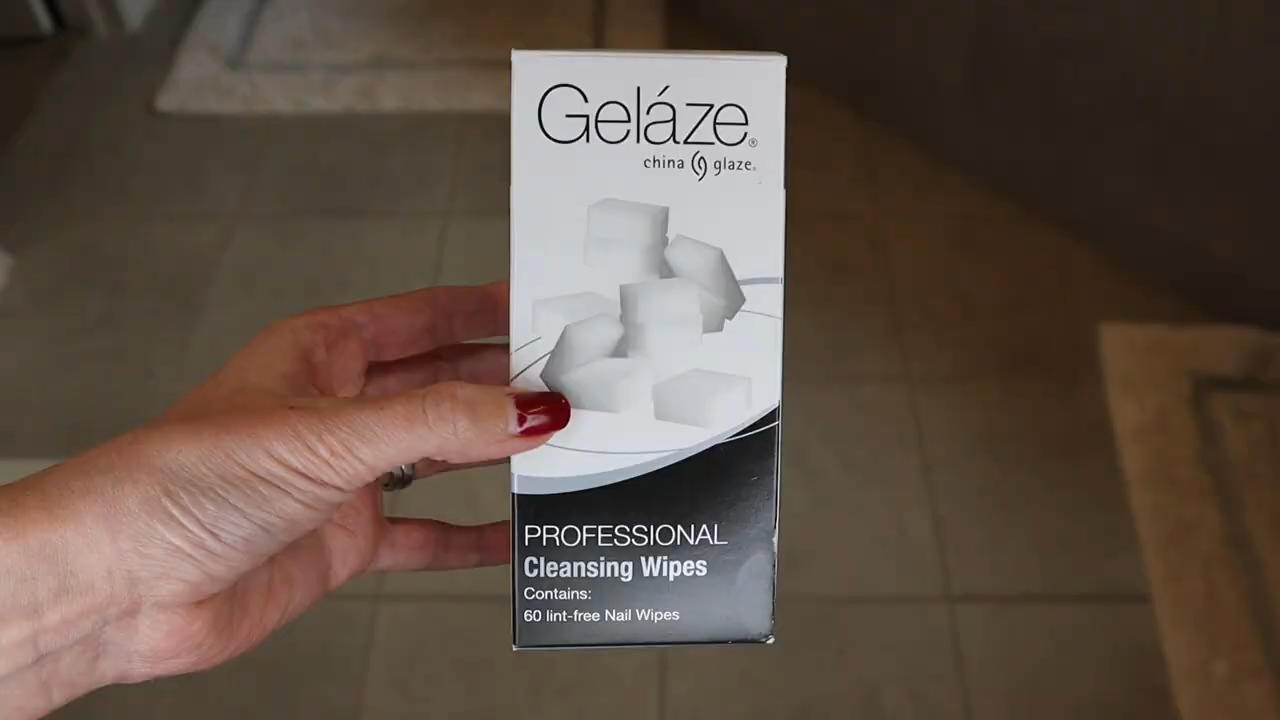 Geláze®
china glaze®
PROFESSIONAL
Cleansing Wipes
Contains:
60 lint-free Nail Wipes